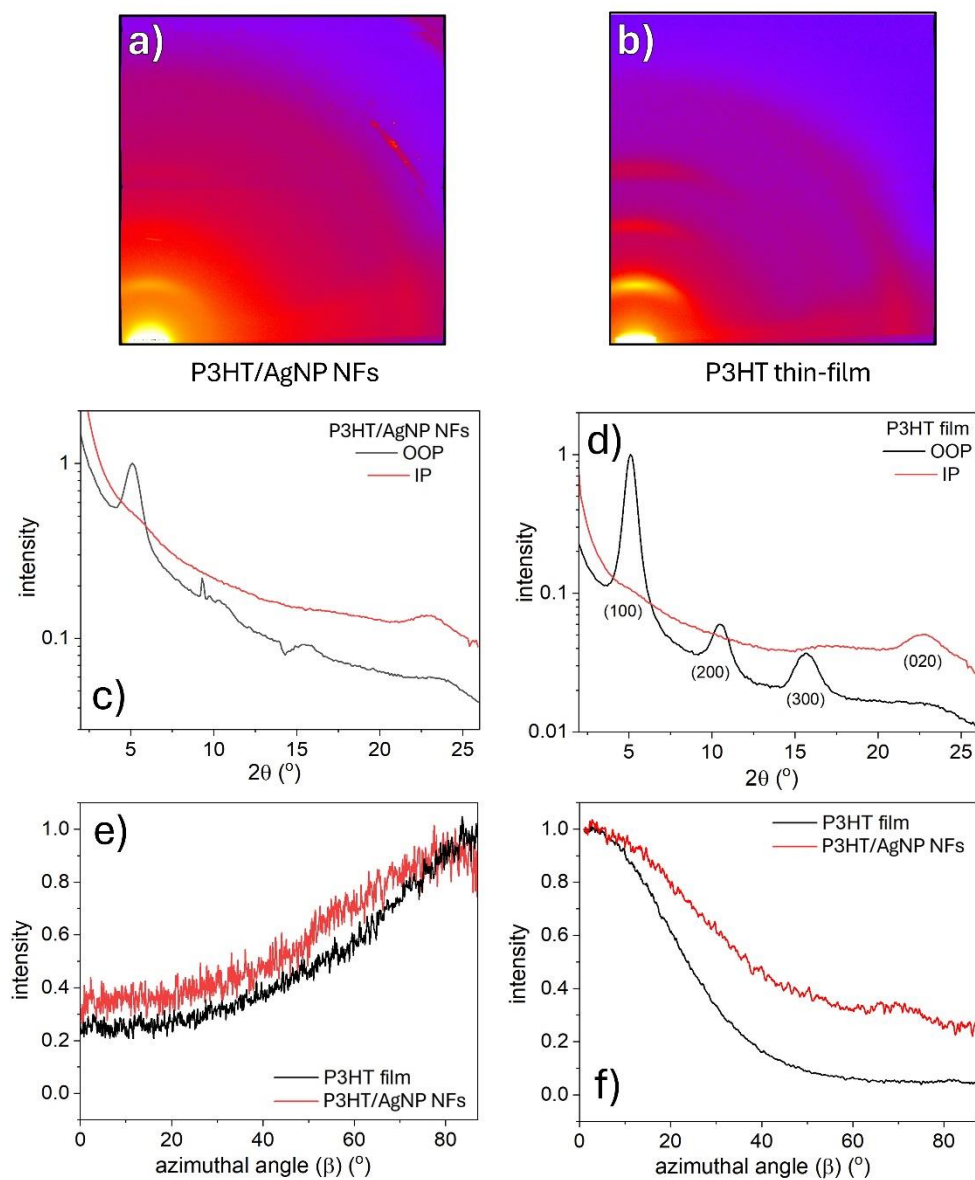 a)
b)
P3HT/AgNP NFs
P3HT thin-film
P3HT/AgNP NFs
OOP
IP
1
0.1
intensity
c)
5
10
15
20
25
2θ (°)
d)
P3HT film
OOP
IP
1
0.1
0.01
intensity
(100)
(200)
(300)
(020)
5
10
15
20
25
2θ (°)
e)
1.0
0.8
0.6
0.4
0.2
0.0
intensity
P3HT film
P3HT/AgNP NFs
0
20
40
60
80
azimuthal angle (β) (°)
P3HT film
P3HT/AgNP NFs
1.0
0.8
0.6
0.4
0.2
0.0
intensity
f)
20
40
60
80
azimuthal angle (β) (°)